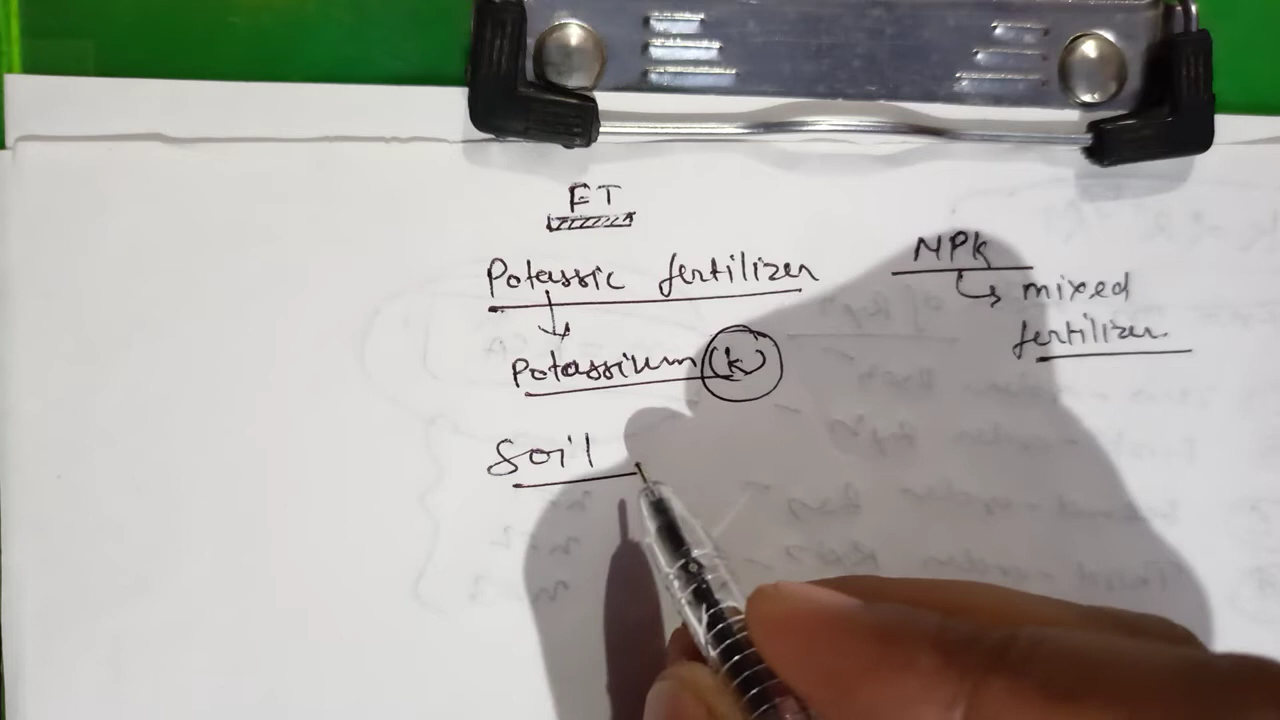 FT
Potassic fertilizer
Potassium (K)
Soil
NPK
mixed
fertilizer